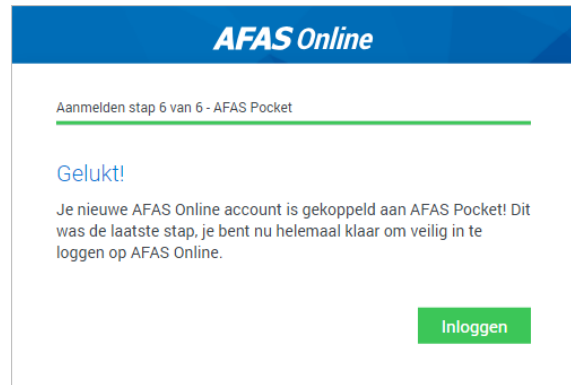 AFAS Online
Aanmelden stap 6 van 6 - AFAS Pocket
Gelukt!
Je nieuwe AFAS Online account is gekoppeld aan AFAS Pocket! Dit
was de laatste stap, je bent nu helemaal klaar om veilig in te
loggen op AFAS Online.
Inloggen